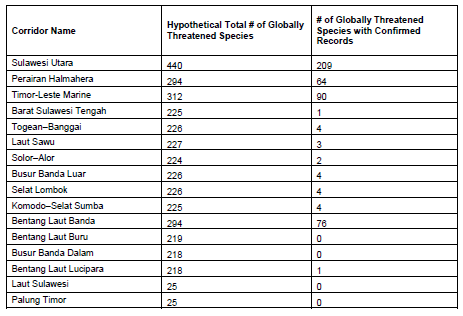 Corridor Name Hypothetical Total # of Globally Threatened Species # of Globally Threatened Species with Confirmed Records
Sulawesi Utara 440 209
Perairan Halmahera 294 64
Timor-Leste Marine 312 90
Barat Sulawesi Tengah 225 1
Togean–Banggai 226 4
Laut Sawu 227 3
Solor–Alor 224 2
Busur Banda Luar 226 4
Selat Lombok 226 4
Komodo–Selat Sumba 225 4
Bentang Laut Banda 294 76
Bentang Laut Buru 219 0
Busur Banda Dalam 218 0
Bentang Laut Lucipara 218 1
Laut Sulawesi 25 0
Palung Timor 25 0